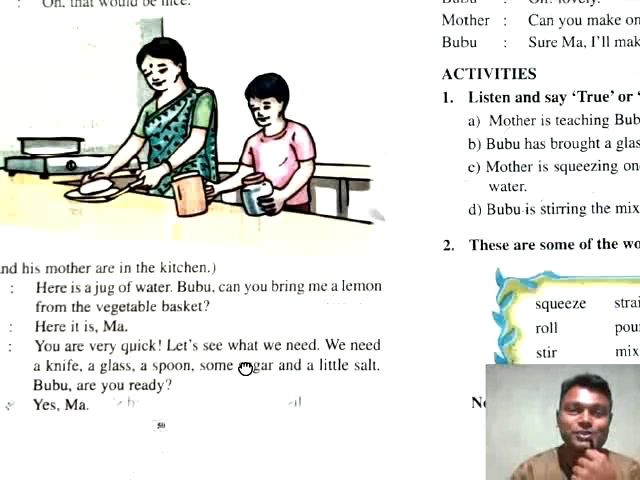 : Oh, that would be nice.
nd his mother are in the kitchen.)
: Here is a jug of water. Bubu, can you bring me a lemon
from the vegetable basket?
: Here it is, Ma.
: You are very quick! Let's see what we need. We need
a knife, a glass, a spoon, some sugar and a little salt.
Bubu, are you ready?
Yes, Ma.
50
Bubu : Oh! lovely.
Mother : Can you make on
Bubu : Sure Ma, I'll mak
ACTIVITIES
1. Listen and say 'True' or '
a) Mother is teaching Bub
b) Bubu has brought a glas
c) Mother is squeezing on
water.
d) Bubu is stirring the mix
2. These are some of the wo
squeeze strai
roll pou
stir mix